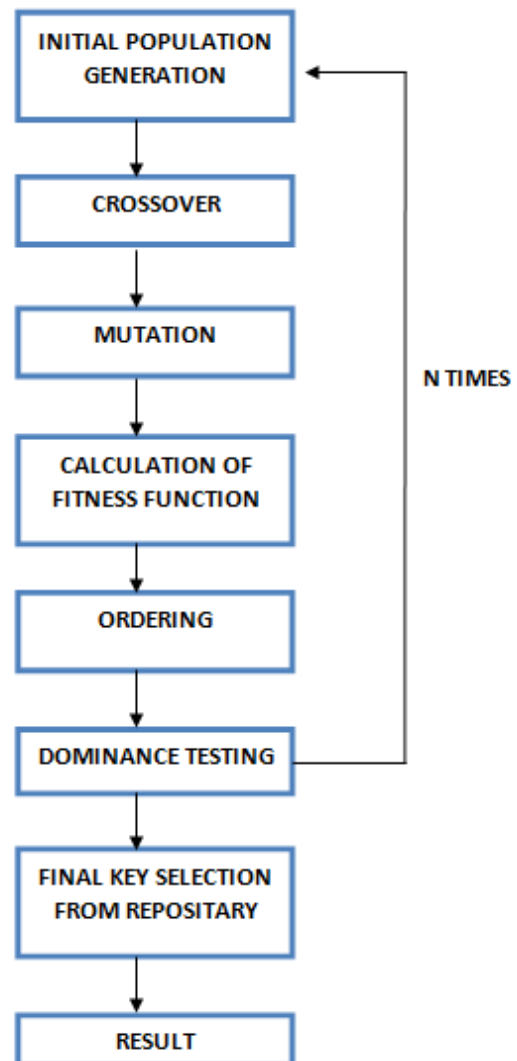 INITIAL POPULATION
GENERATION
CROSSOVER
MUTATION
N TIMES
CALCULATION OF
FITNESS FUNCTION
ORDERING
DOMINANCE TESTING
FINAL KEY SELECTION
FROM REPOSITARY
RESULT